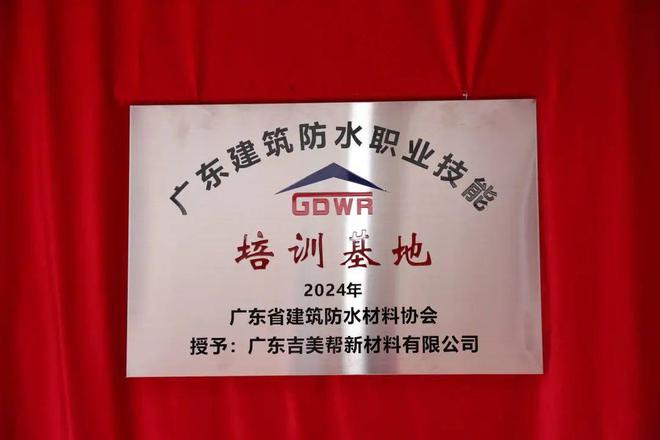 广东建筑防水职业技能
GDWR
培训基地
2024年
广东省建筑防水材料协会
授予：广东吉美帮新材料有限公司